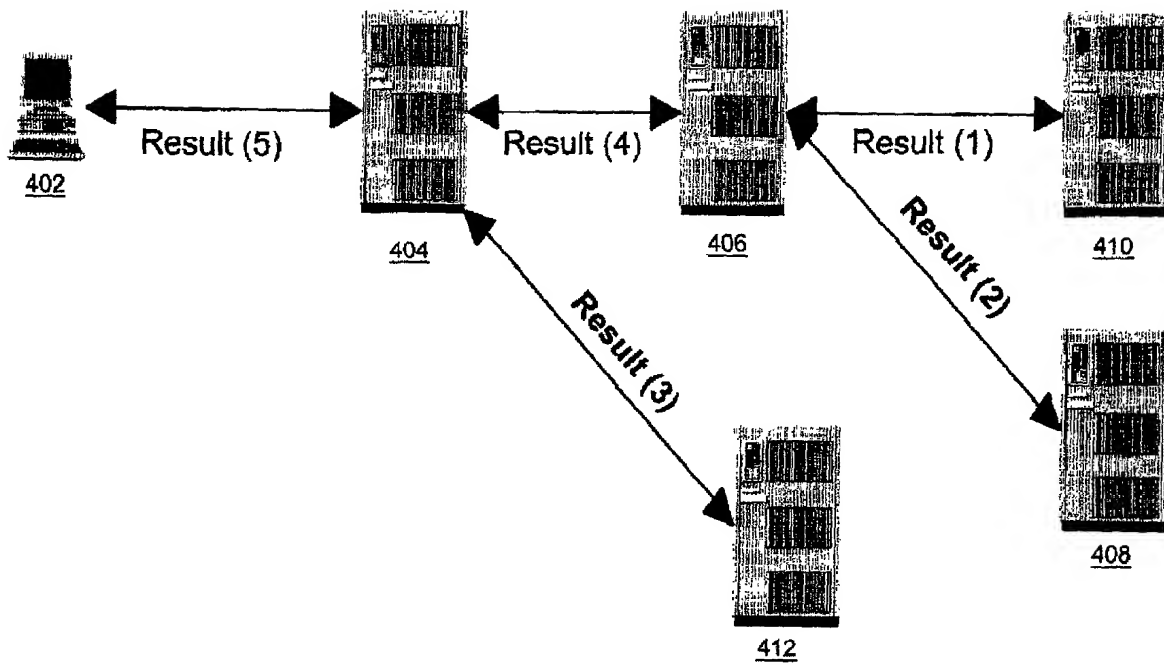 Result (5)
Result (4)
Result (1)
402
404
406
410
Result (2)
Result (3)
408
412